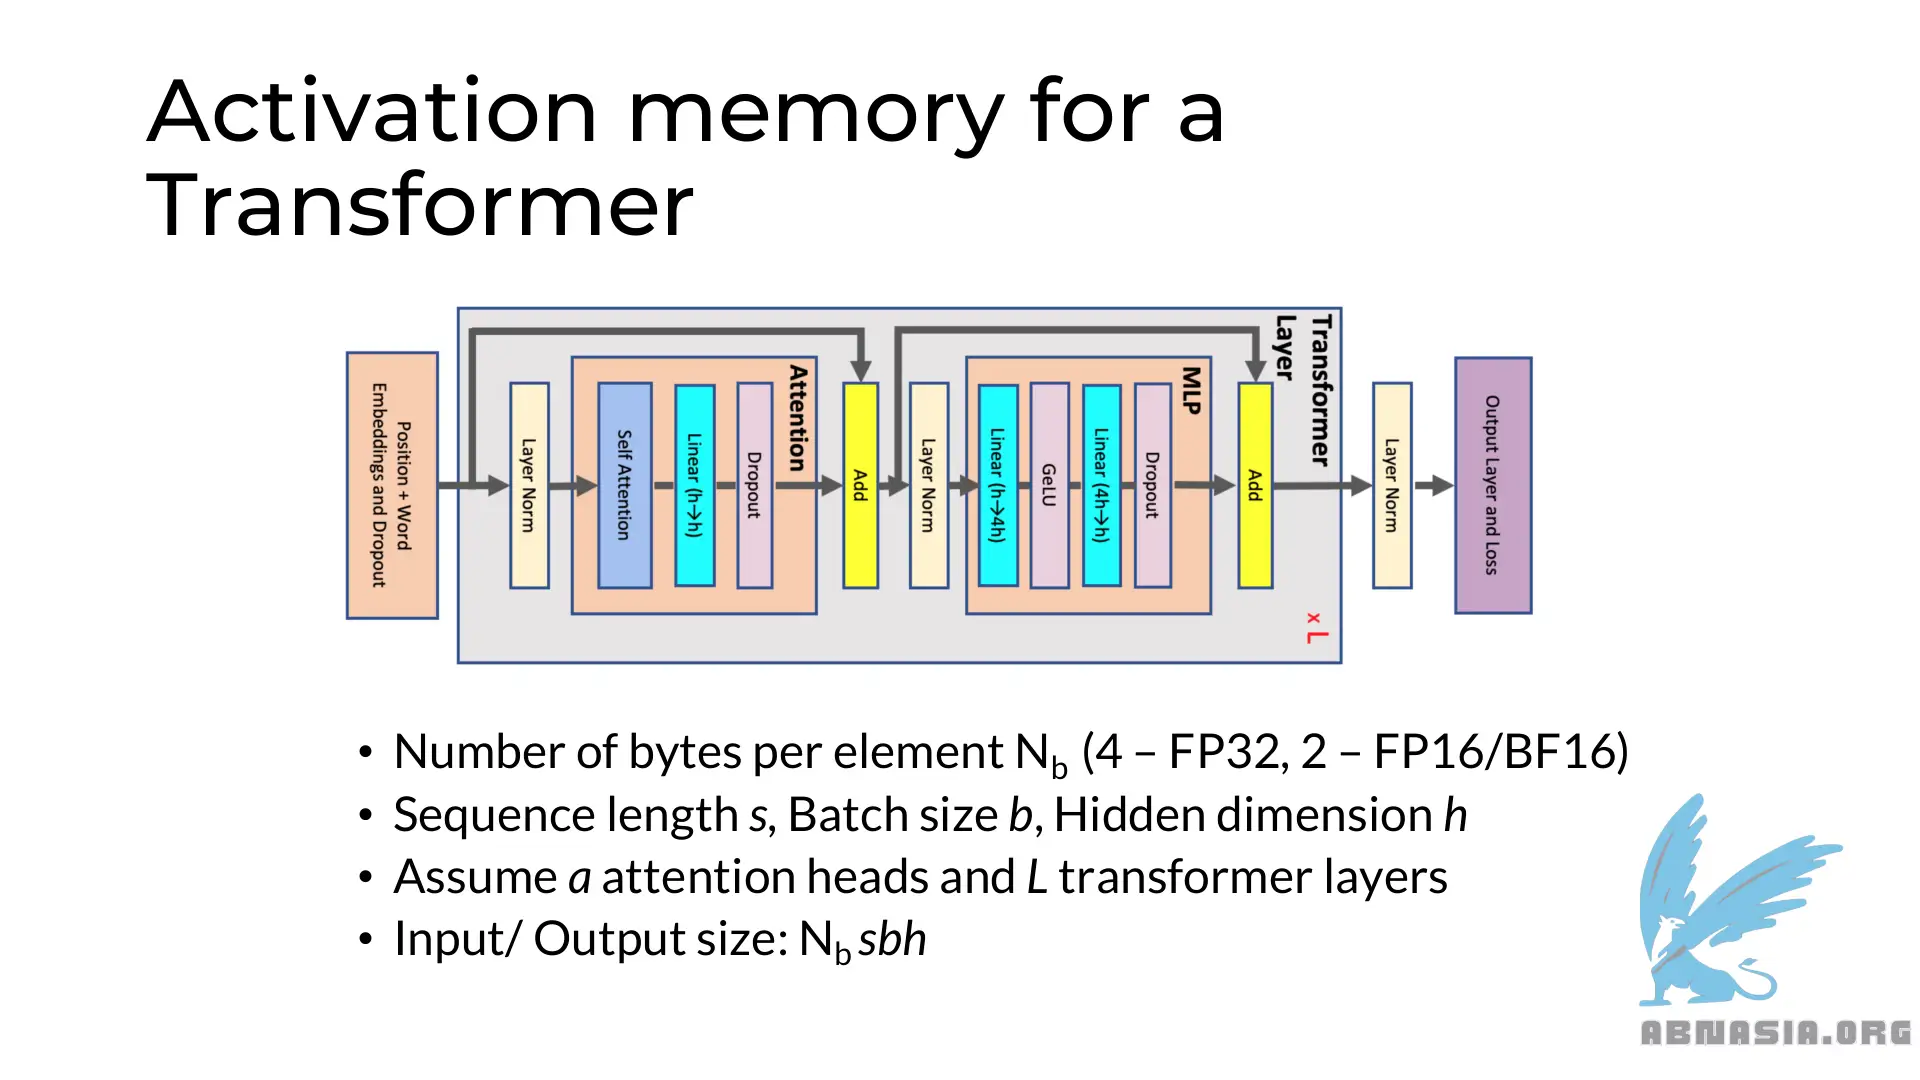 Activation memory for a
Transformer
Position + Word
Embeddings and Dropout
Layer Norm
Attention
Self Attention
Linear (h→h)
Dropout
Add
Layer Norm
MLP
Linear (h→4h)
GeLU
Linear (4h→h)
Dropout
Add
Transformer
Layer
x L
Layer Norm
Output Layer and Loss
• Number of bytes per element Nb (4 – FP32, 2 – FP16/BF16)
• Sequence length s, Batch size b, Hidden dimension h
• Assume a attention heads and L transformer layers
• Input/ Output size: Nb sbh
ABNASIA.ORG